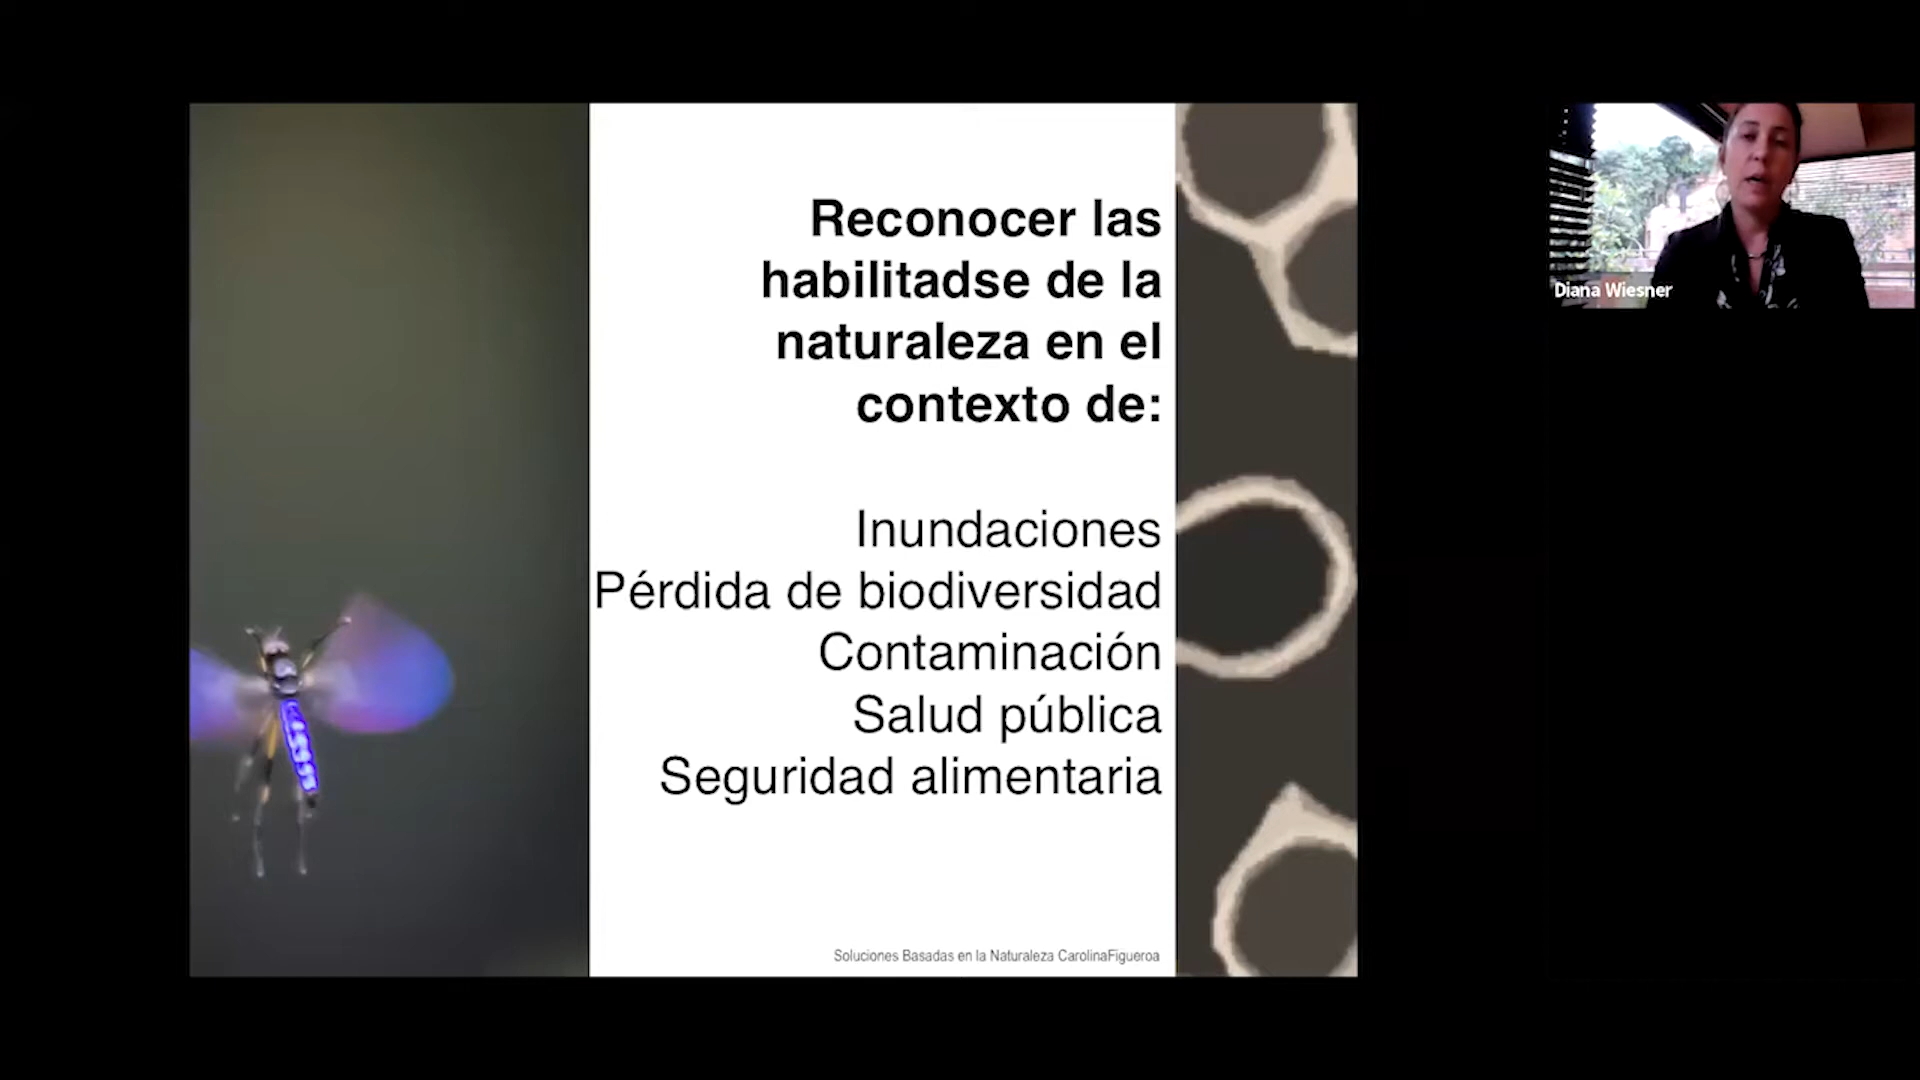 Reconocer las
habilitadse de la
naturaleza en el
contexto de:
Inundaciones
Pérdida de biodiversidad
Contaminación
Salud pública
Seguridad alimentaria
Soluciones Basadas en la Naturaleza CarolinaFigueroa
Diana Wiesner